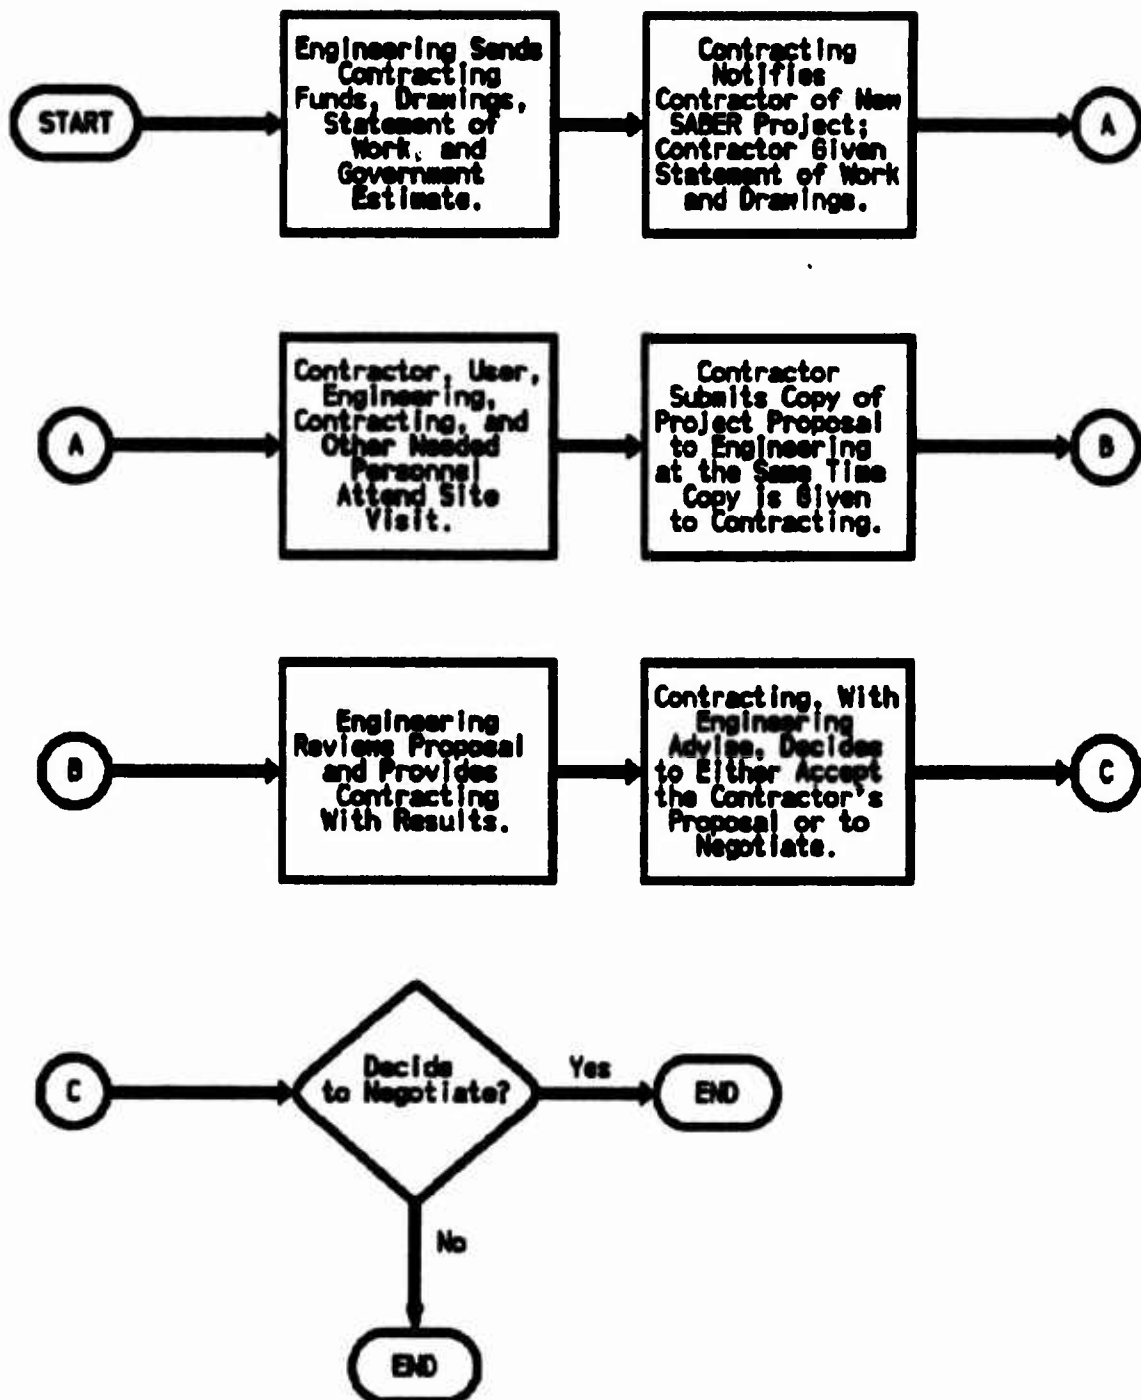 START
Engineering Sends
Contracting
Funds, Drawings,
Statement of
Work, and
Government
Estimate.
Contracting
Notifies
Contractor of New
SABER Project;
Contractor Given
Statement of Work
and Drawings.
A
A
Contractor, User,
Engineering,
Contracting, and
Other Needed
Personnel
Attend Site
Visit.
Contractor
Submits Copy of
Project Proposal
to Engineering
at the Same Time
Copy is Given
to Contracting.
B
B
Engineering
Reviews Proposal
and Provides
Contracting
With Results.
Contracting, With
Engineering
Advise, Decides
to Either Accept
the Contractor's
Proposal or to
Negotiate.
C
C
Decide
to Negotiate?
Yes
END
No
END